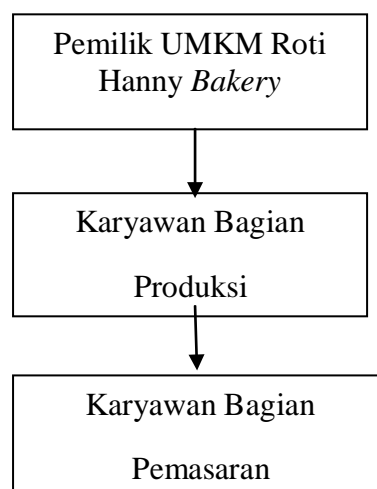 Pemilik UMKM Roti
Hanny Bakery
Karyawan Bagian
Produksi
Karyawan Bagian
Pemasaran